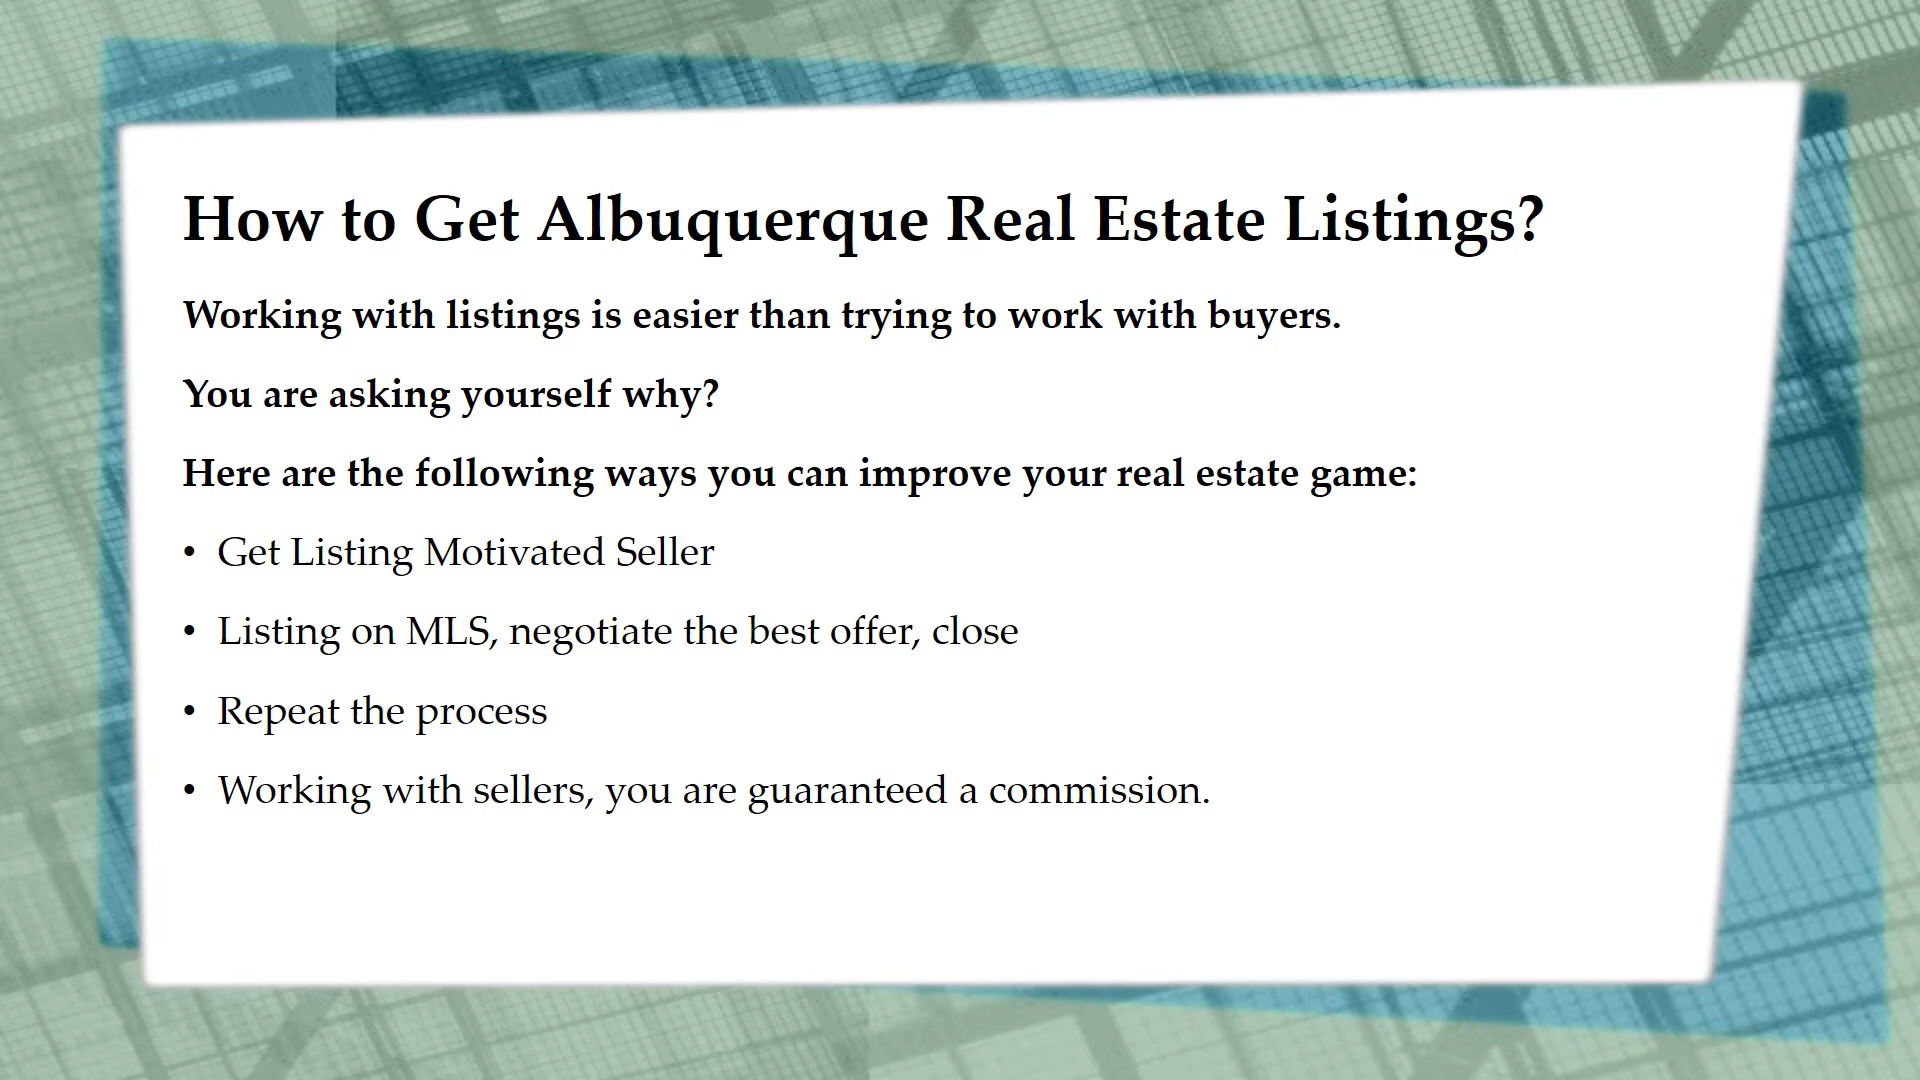 How to Get Albuquerque Real Estate Listings?
Working with listings is easier than trying to work with buyers.
You are asking yourself why?
Here are the following ways you can improve your real estate game:
• Get Listing Motivated Seller
• Listing on MLS, negotiate the best offer, close
• Repeat the process
• Working with sellers, you are guaranteed a commission.